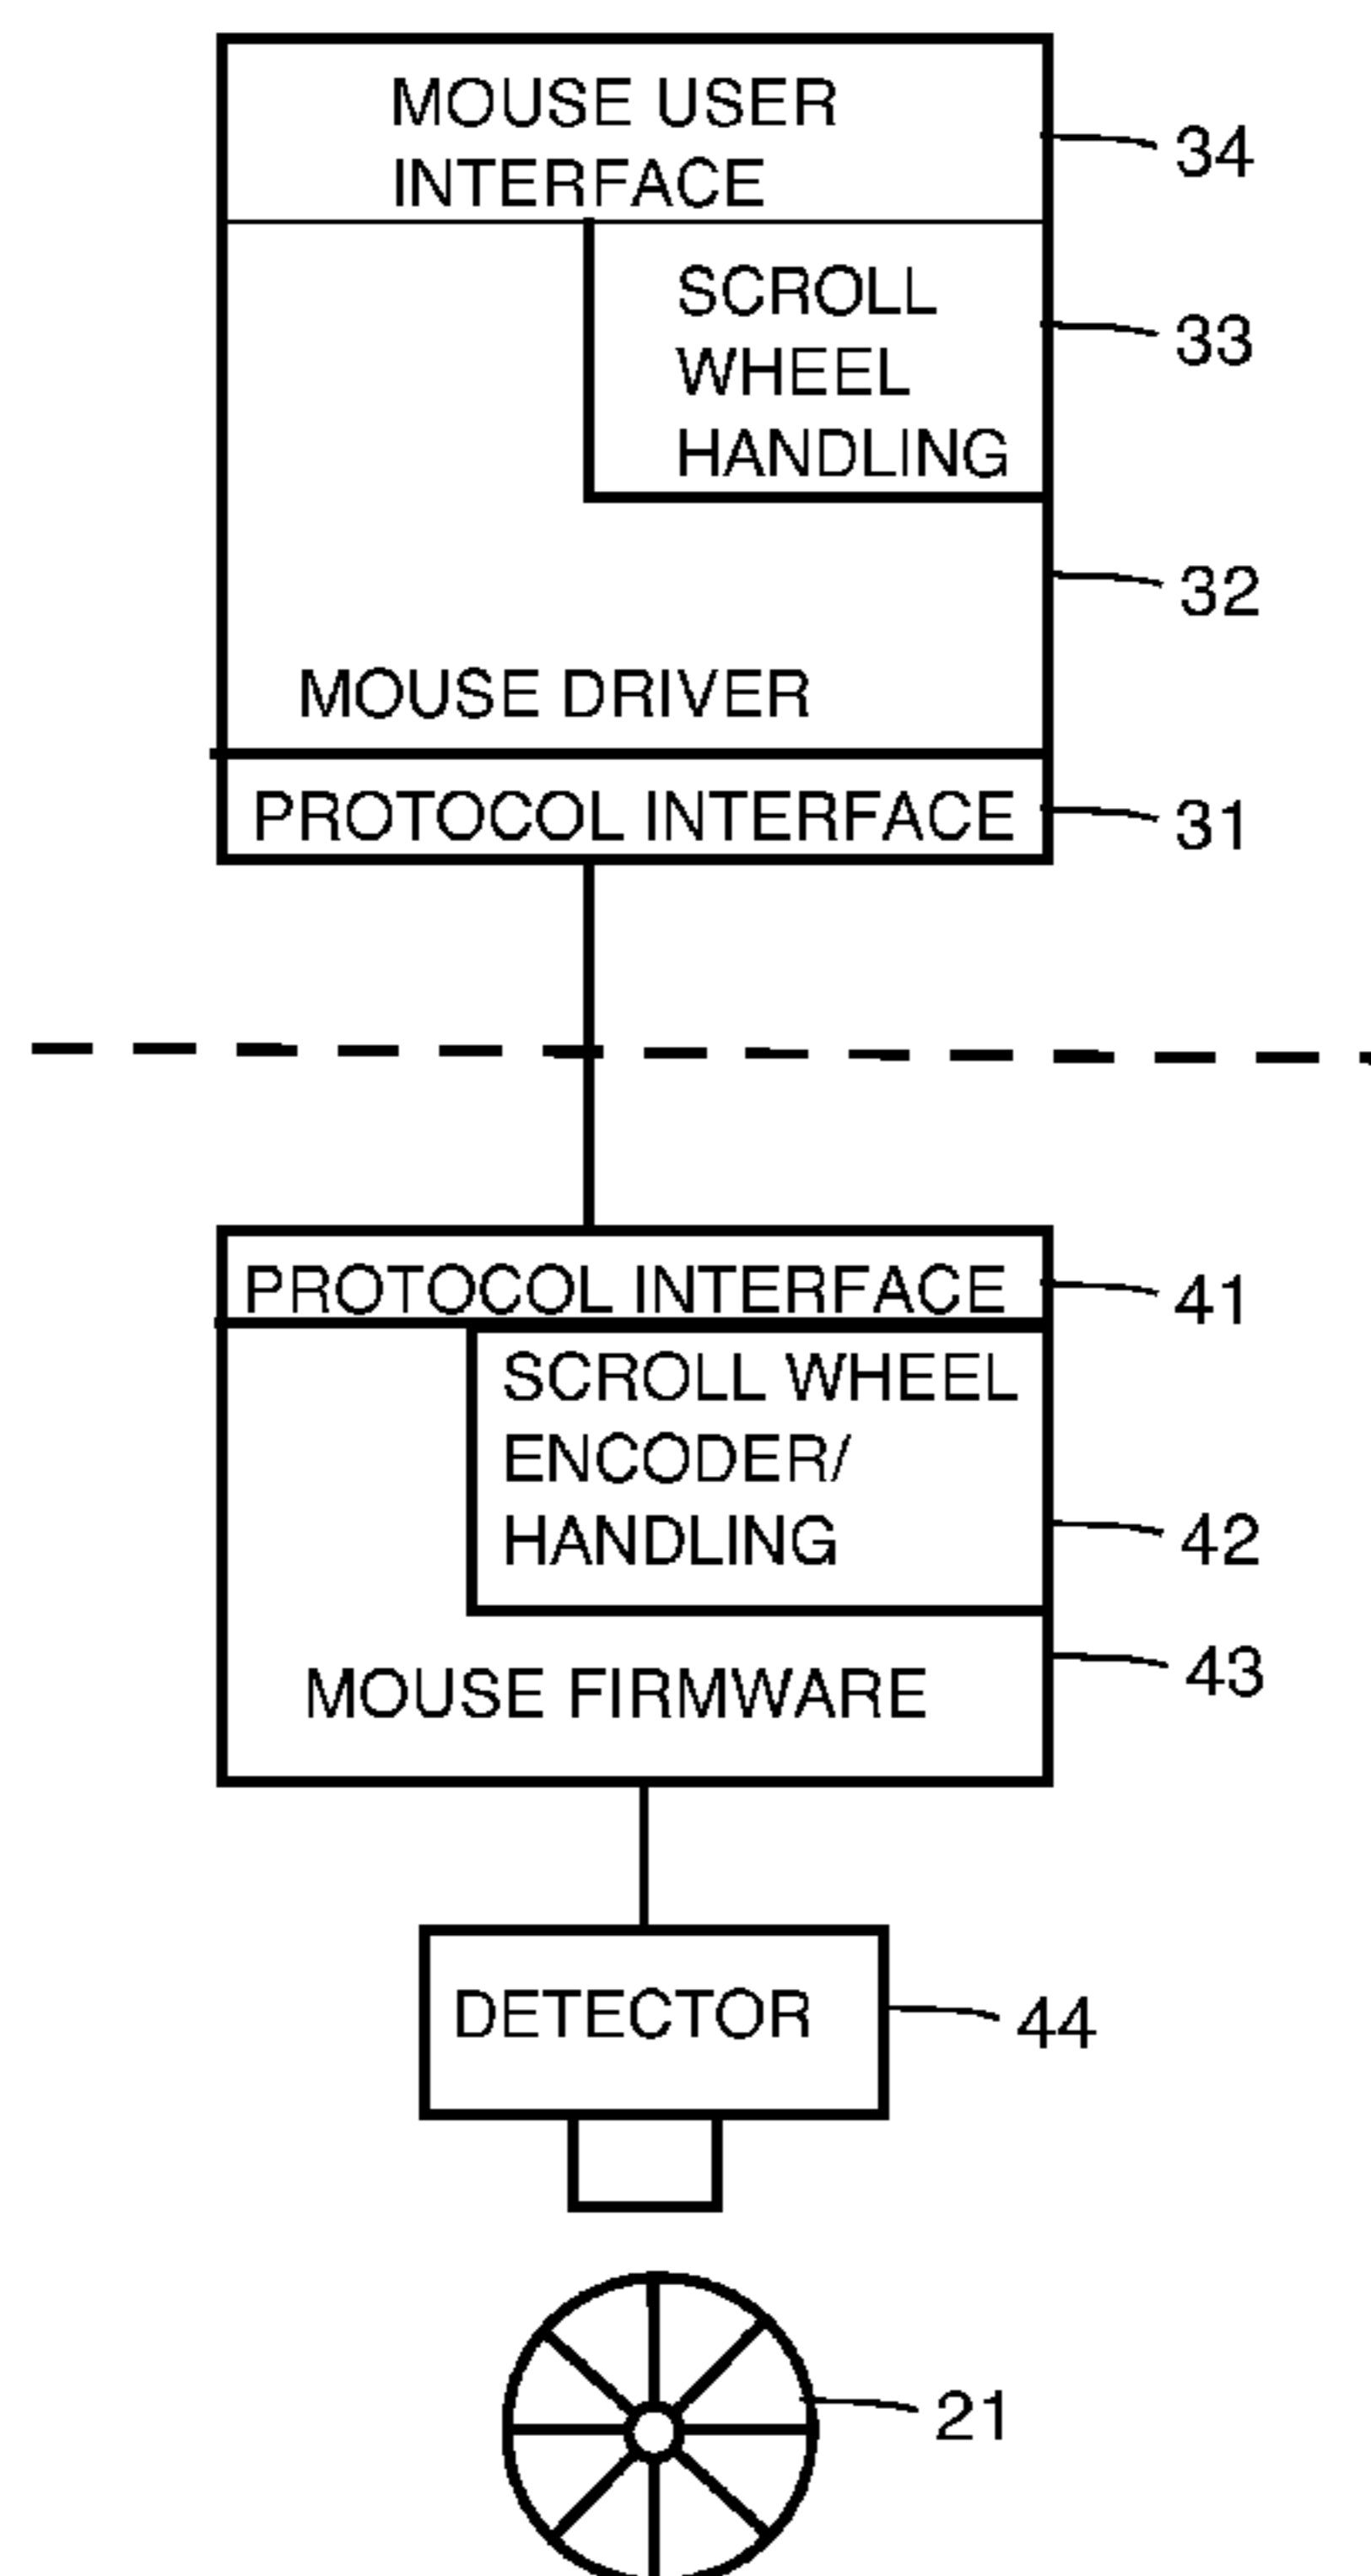 MOUSE USER
INTERFACE
34
SCROLL
WHEEL
HANDLING
33
32
MOUSE DRIVER
PROTOCOL INTERFACE
31
PROTOCOL INTERFACE
41
SCROLL WHEEL
ENCODER/
HANDLING
42
43
MOUSE FIRMWARE
DETECTOR
44
21